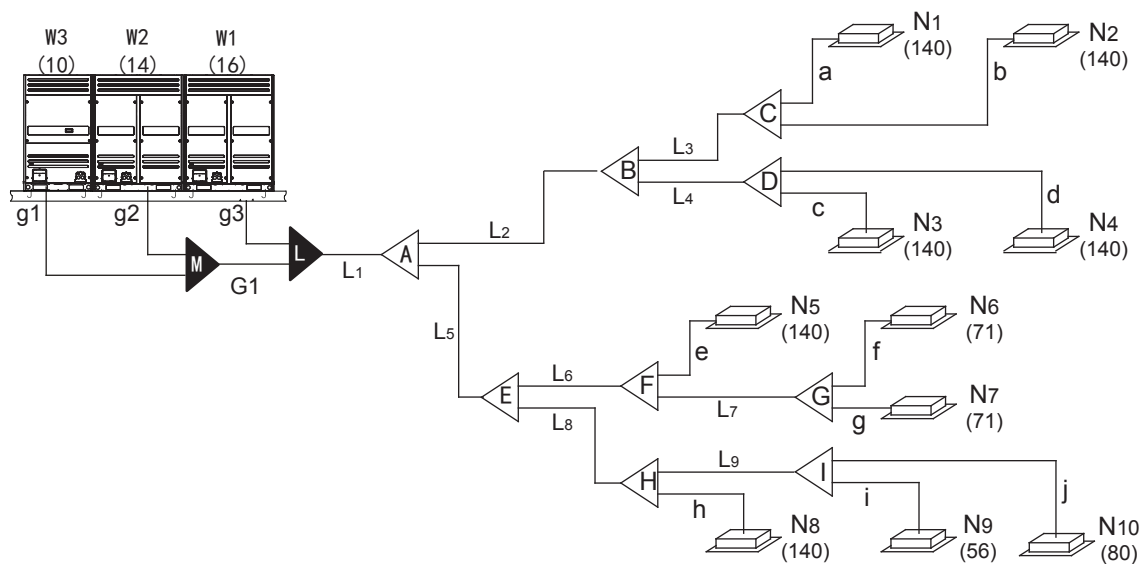 W3 W2 W1
(10) (14) (16)
g1 g2 g3
M
G1
L
L1
A
L2
B
L3
L4
C
a
N1
(140)
b
N2
(140)
D
c
N3
(140)
d
N4
(140)
L5
E
L6
L8
F
e
N5
(140)
L7
G
f
N6
(71)
g
N7
(71)
H
h
N8
(140)
L9
I
i
N9
(56)
j
N10
(80)